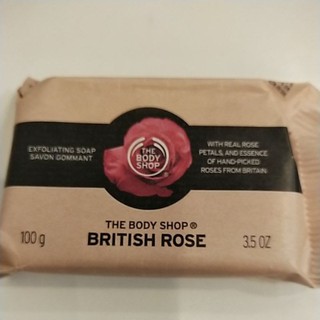 EXFOLIATING SOAP
SAVON GOMMANT
THE
BODY
SHOP
WITH REAL ROSE
PETALS, AND ESSENCE
OF HAND-PICKED
ROSES FROM BRITAIN
THE BODY SHOP®
BRITISH ROSE
100 g
3.5 OZ